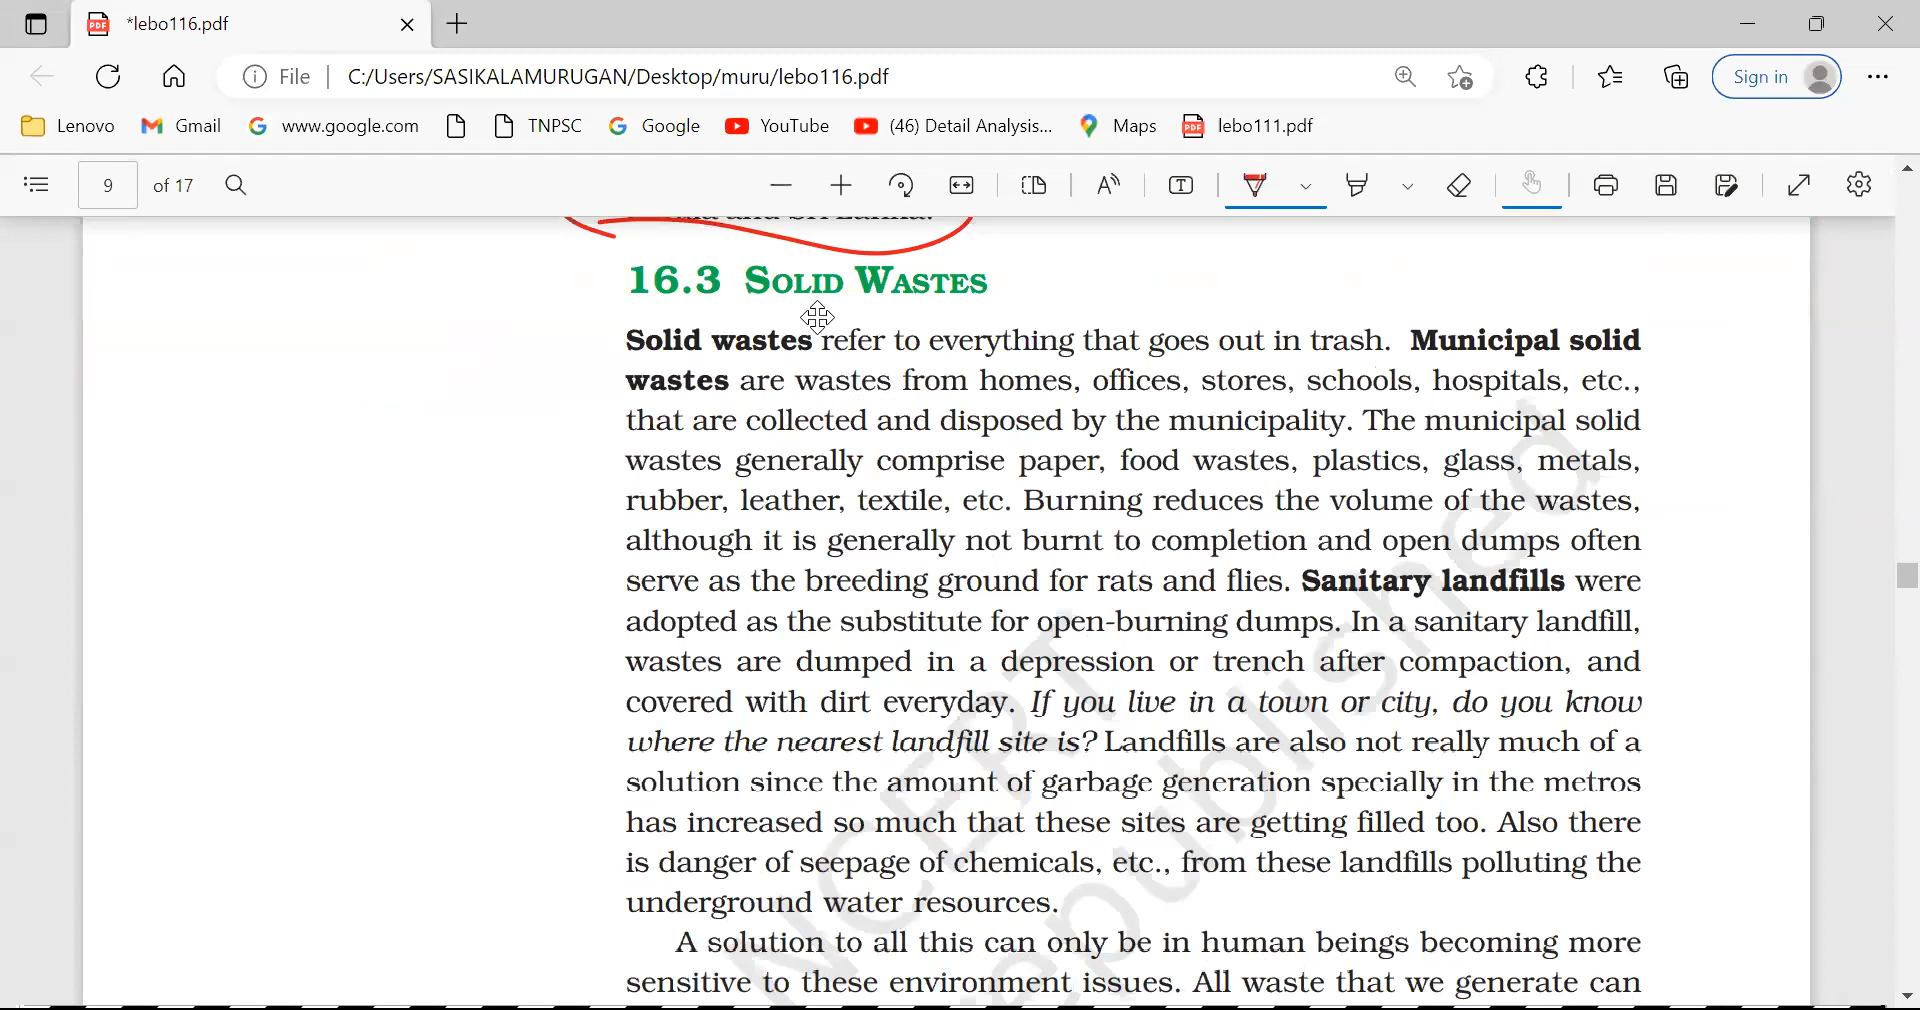 *lebo116.pdf
File C:/Users/SASIKALAMURUGAN/Desktop/muru/lebo116.pdf Sign in
Lenovo Gmail www.google.com TNPSC Google YouTube (46) Detail Analysis... Maps lebo111.pdf
9 of 17
and Sri Lanka.
16.3 SOLID WASTES
Solid wastes refer to everything that goes out in trash. Municipal solid
wastes are wastes from homes, offices, stores, schools, hospitals, etc.,
that are collected and disposed by the municipality. The municipal solid
wastes generally comprise paper, food wastes, plastics, glass, metals,
rubber, leather, textile, etc. Burning reduces the volume of the wastes,
although it is generally not burnt to completion and open dumps often
serve as the breeding ground for rats and flies. Sanitary landfills were
adopted as the substitute for open-burning dumps. In a sanitary landfill,
wastes are dumped in a depression or trench after compaction, and
covered with dirt everyday. If you live in a town or city, do you know
where the nearest landfill site is? Landfills are also not really much of a
solution since the amount of garbage generation specially in the metros
has increased so much that these sites are getting filled too. Also there
is danger of seepage of chemicals, etc., from these landfills polluting the
underground water resources.
A solution to all this can only be in human beings becoming more
sensitive to these environment issues. All waste that we generate can
NCERT
republished